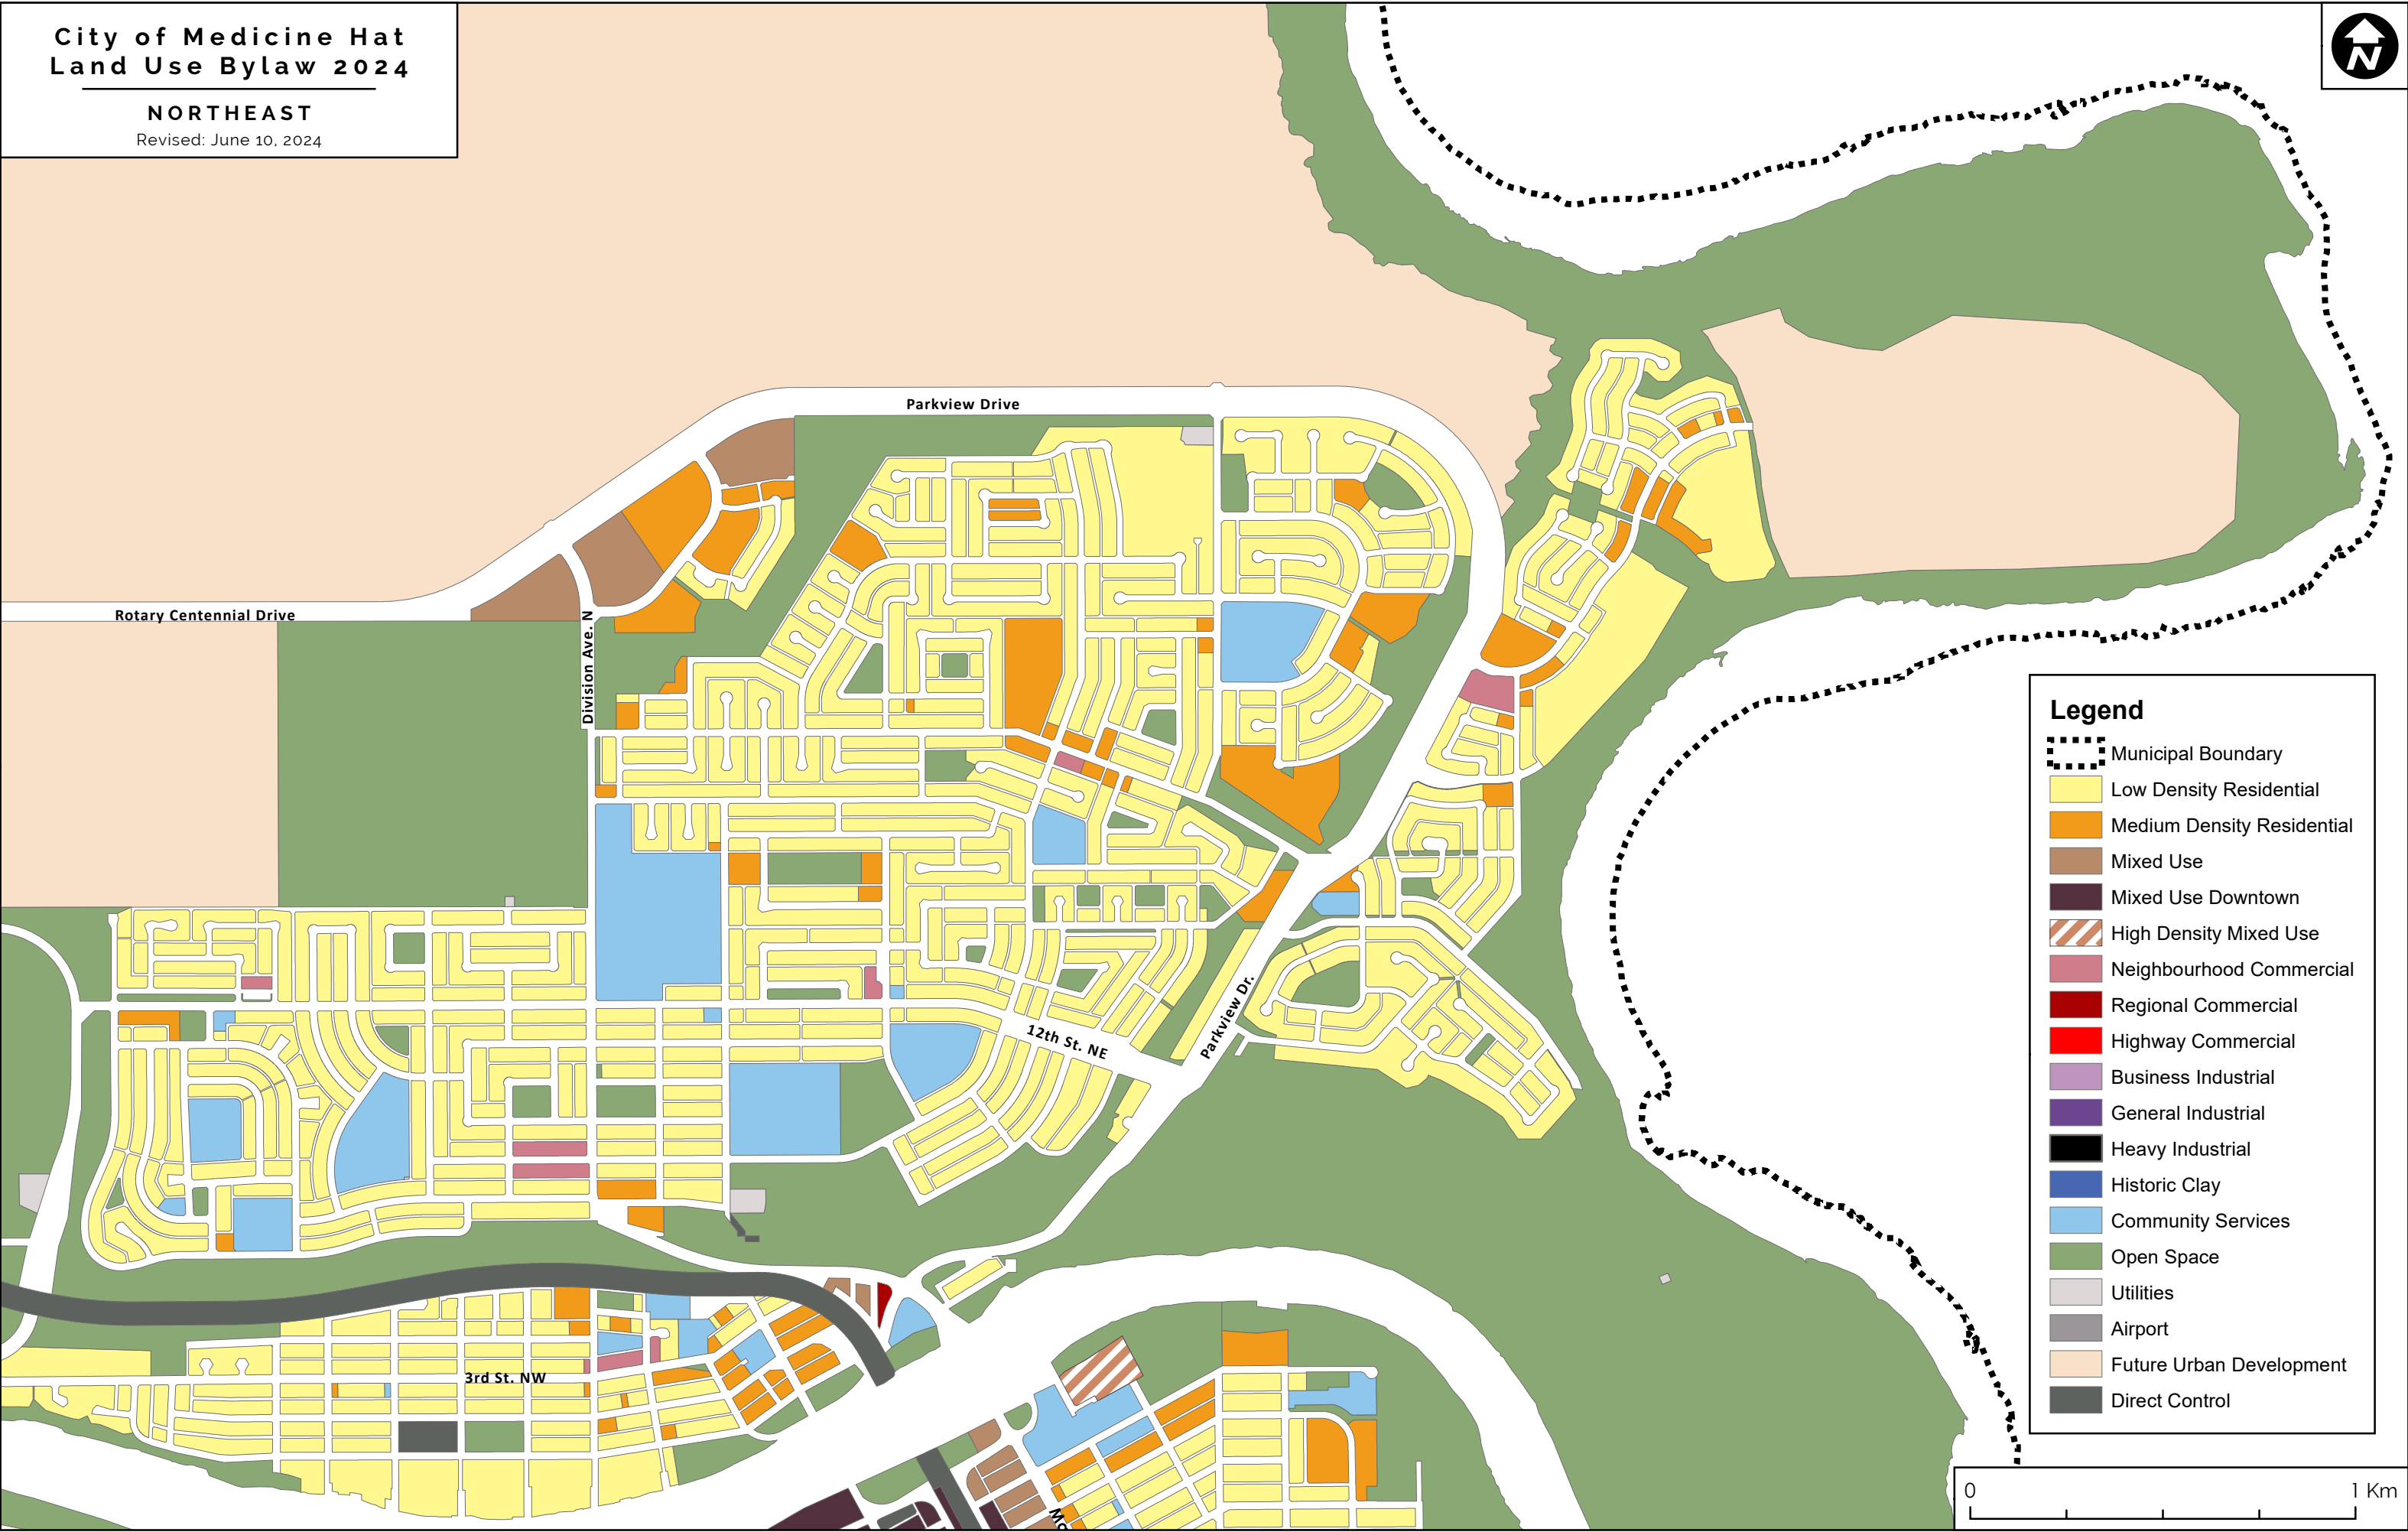 City of Medicine Hat
Land Use Bylaw 2024
NORTHEAST
Revised: June 10, 2024
N
Parkview Drive
Rotary Centennial Drive
Division Ave. N
12th St. NE
Parkview Dr.
3rd St. NW
Mo
Legend
Municipal Boundary
Low Density Residential
Medium Density Residential
Mixed Use
Mixed Use Downtown
High Density Mixed Use
Neighbourhood Commercial
Regional Commercial
Highway Commercial
Business Industrial
General Industrial
Heavy Industrial
Historic Clay
Community Services
Open Space
Utilities
Airport
Future Urban Development
Direct Control
0 1 Km